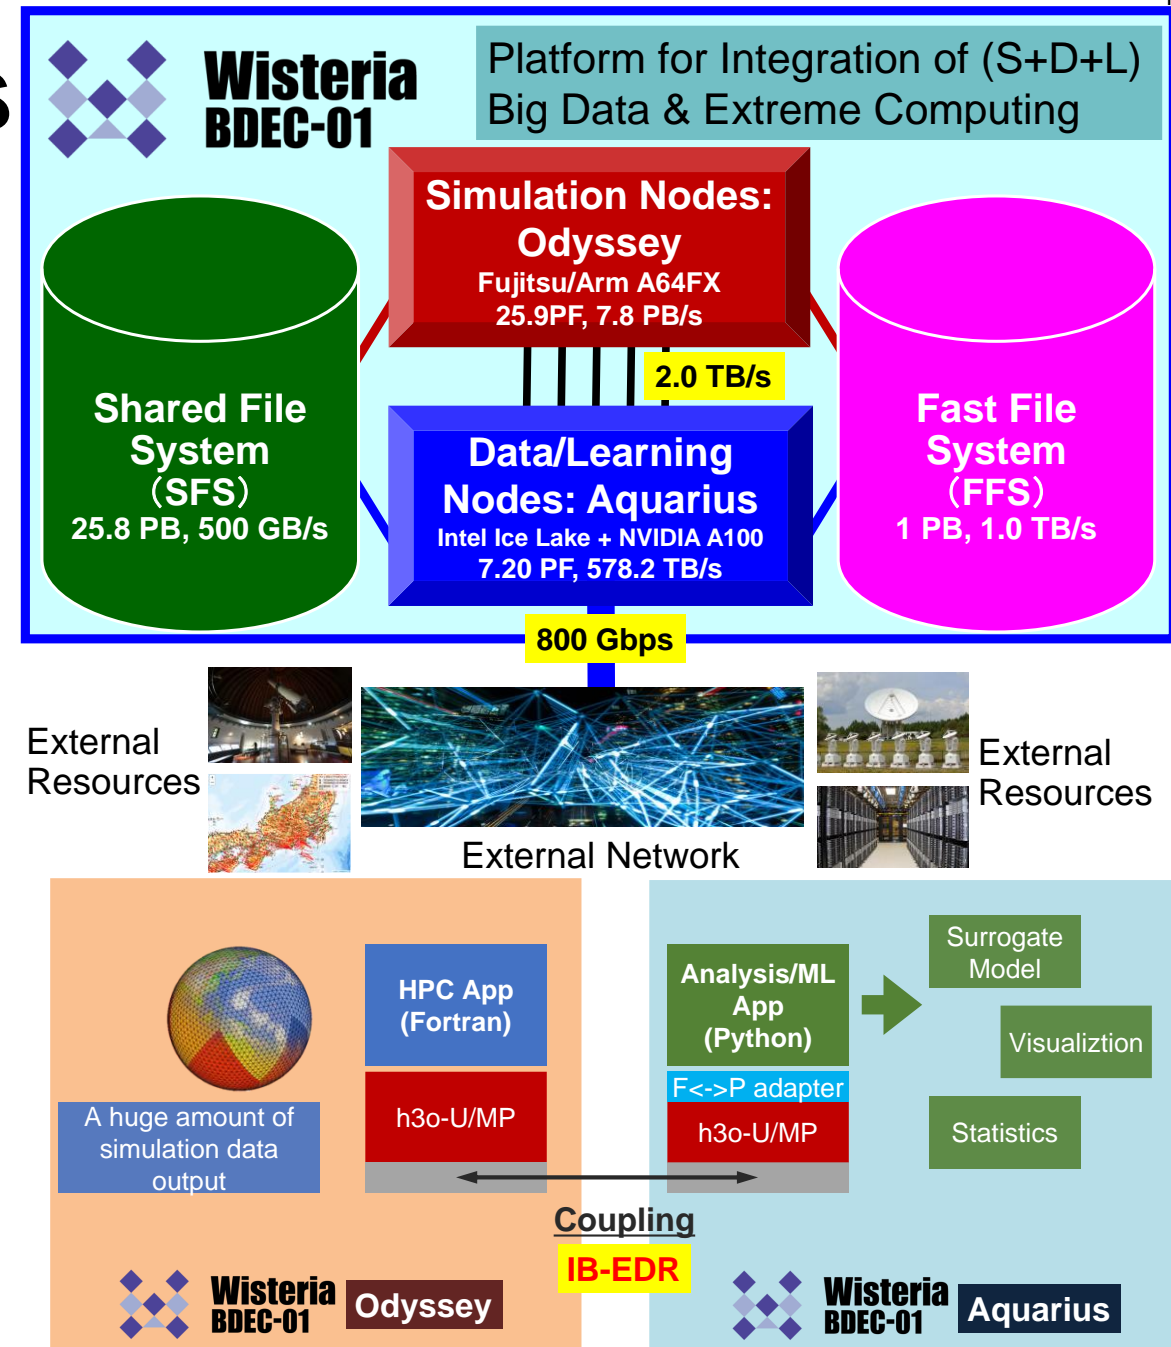 S
Wisteria
BDEC-01
Platform for Integration of (S+D+L)
Big Data & Extreme Computing
Simulation Nodes:
Odyssey
Fujitsu/Arm A64FX
25.9PF, 7.8 PB/s
2.0 TB/s
Shared File
System
(SFS)
25.8 PB, 500 GB/s
Data/Learning
Nodes: Aquarius
Intel Ice Lake + NVIDIA A100
7.20 PF, 578.2 TB/s
Fast File
System
(FFS)
1 PB, 1.0 TB/s
800 Gbps
External
Resources
External
Resources
External Network
HPC App
(Fortran)
h3o-U/MP
A huge amount of
simulation data
output
Analysis/ML
App
(Python)
F<->P adapter
h3o-U/MP
Surrogate
Model
Visualiztion
Statistics
Coupling
IB-EDR
Wisteria
BDEC-01
Odyssey
Wisteria
BDEC-01
Aquarius